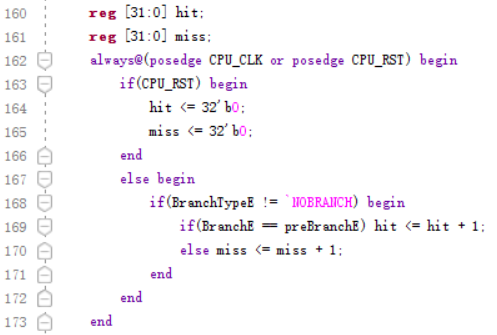 160 reg [31:0] hit;
161 reg [31:0] miss;
162 always@(posedge CPU_CLK or posedge CPU_RST) begin
163 if(CPU_RST) begin
164 hit <= 32'b0;
165 miss <= 32'b0;
166 end
167 else begin
168 if(BranchTypeE != `NOBRANCH) begin
169 if(BranchE == preBranchE) hit <= hit + 1;
170 else miss <= miss + 1;
171 end
172 end
173 end